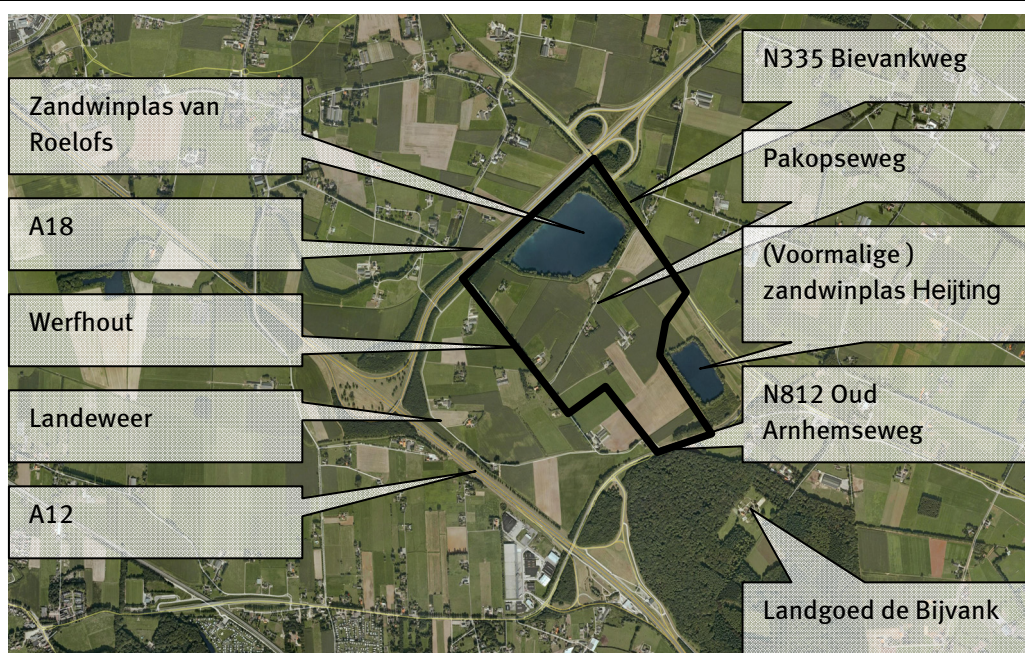 Zandwinplas van
Roelofs
A18
Werfhout
Landeweer
A12
N335 Bievankweg
Pakopseweg
(Voormalige )
zandwinplas Heijting
N812 Oud
Arnhemseweg
Landgoed de Bijvank